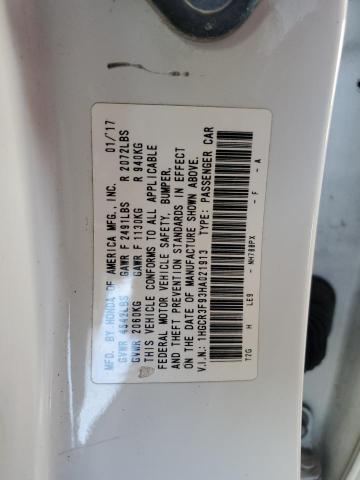 MFD. BY HONDA OF AMERICA MFG., INC. 01/17
GVWR 4542LBS GAWR F 2491LBS R 2072LBS
GVWR 2060KG GAWR F 1130KG R 940KG
THIS VEHICLE CONFORMS TO ALL APPLICABLE
FEDERAL MOTOR VEHICLE SAFETY, BUMPER,
AND THEFT PREVENTION STANDARDS IN EFFECT
ON THE DATE OF MANUFACTURE SHOWN ABOVE.
V.I.N.: 1HGCR3F93HA021913 TYPE: PASSENGER CAR
T2G H LE3 - NH788PX - F - A